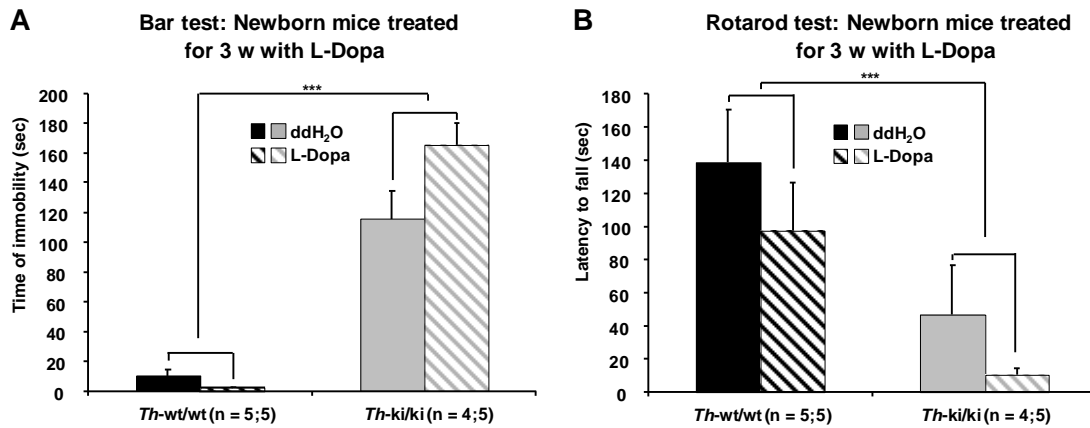 A
Bar test: Newborn mice treated
for 3 w with L-Dopa
Time of immobility (sec)
200
180
160
140
120
100
80
60
40
20
0
***
ddH₂O
L-Dopa
Th-wt/wt (n = 5;5)
Th-ki/ki (n = 4;5)
B
Rotarod test: Newborn mice treated
for 3 w with L-Dopa
Latency to fall (sec)
180
160
140
120
100
80
60
40
20
0
***
ddH₂O
L-Dopa
Th-wt/wt (n = 5;5)
Th-ki/ki (n = 4;5)